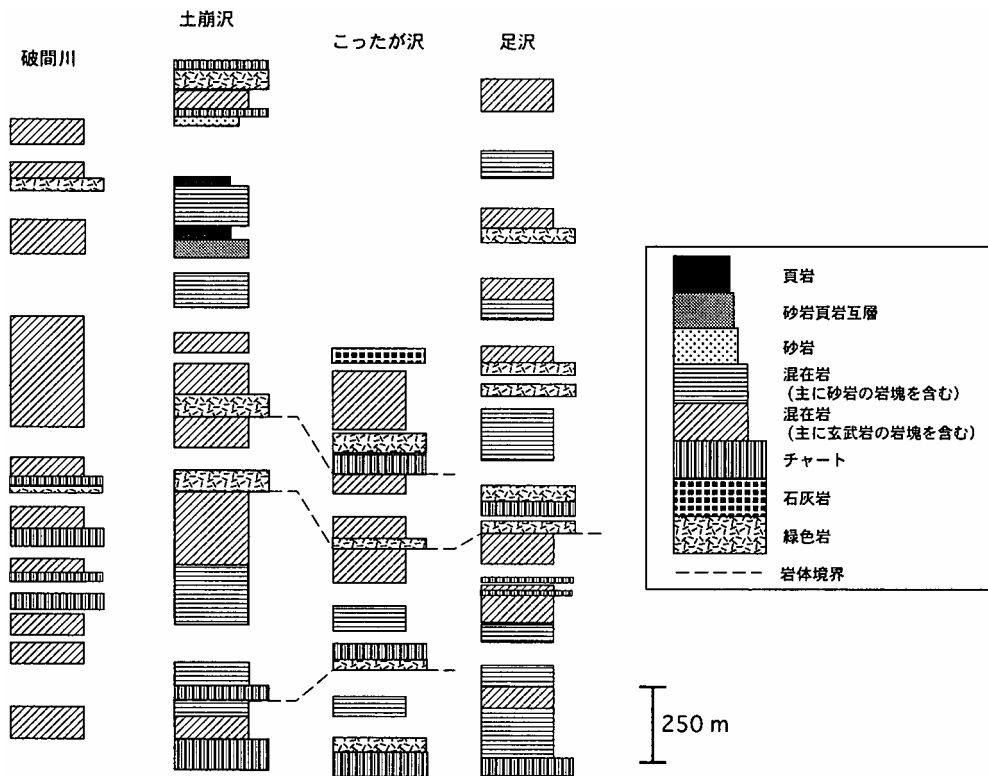 破間川
土崩沢
こったが沢
足沢
頁岩
砂岩頁岩互層
砂岩
混在岩
(主に砂岩の岩塊を含む)
混在岩
(主に玄武岩の岩塊を含む)
チャート
石灰岩
緑色岩
岩体境界
250 m